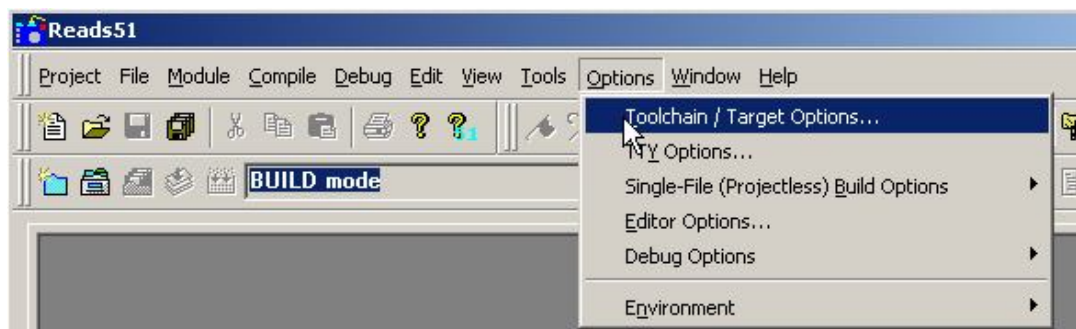 Reads51
Project File Module Compile Debug Edit View Tools Options Window Help
Toolchain / Target Options...
TTY Options...
BUILD mode
Single-File (Projectless) Build Options
Editor Options...
Debug Options
Environment